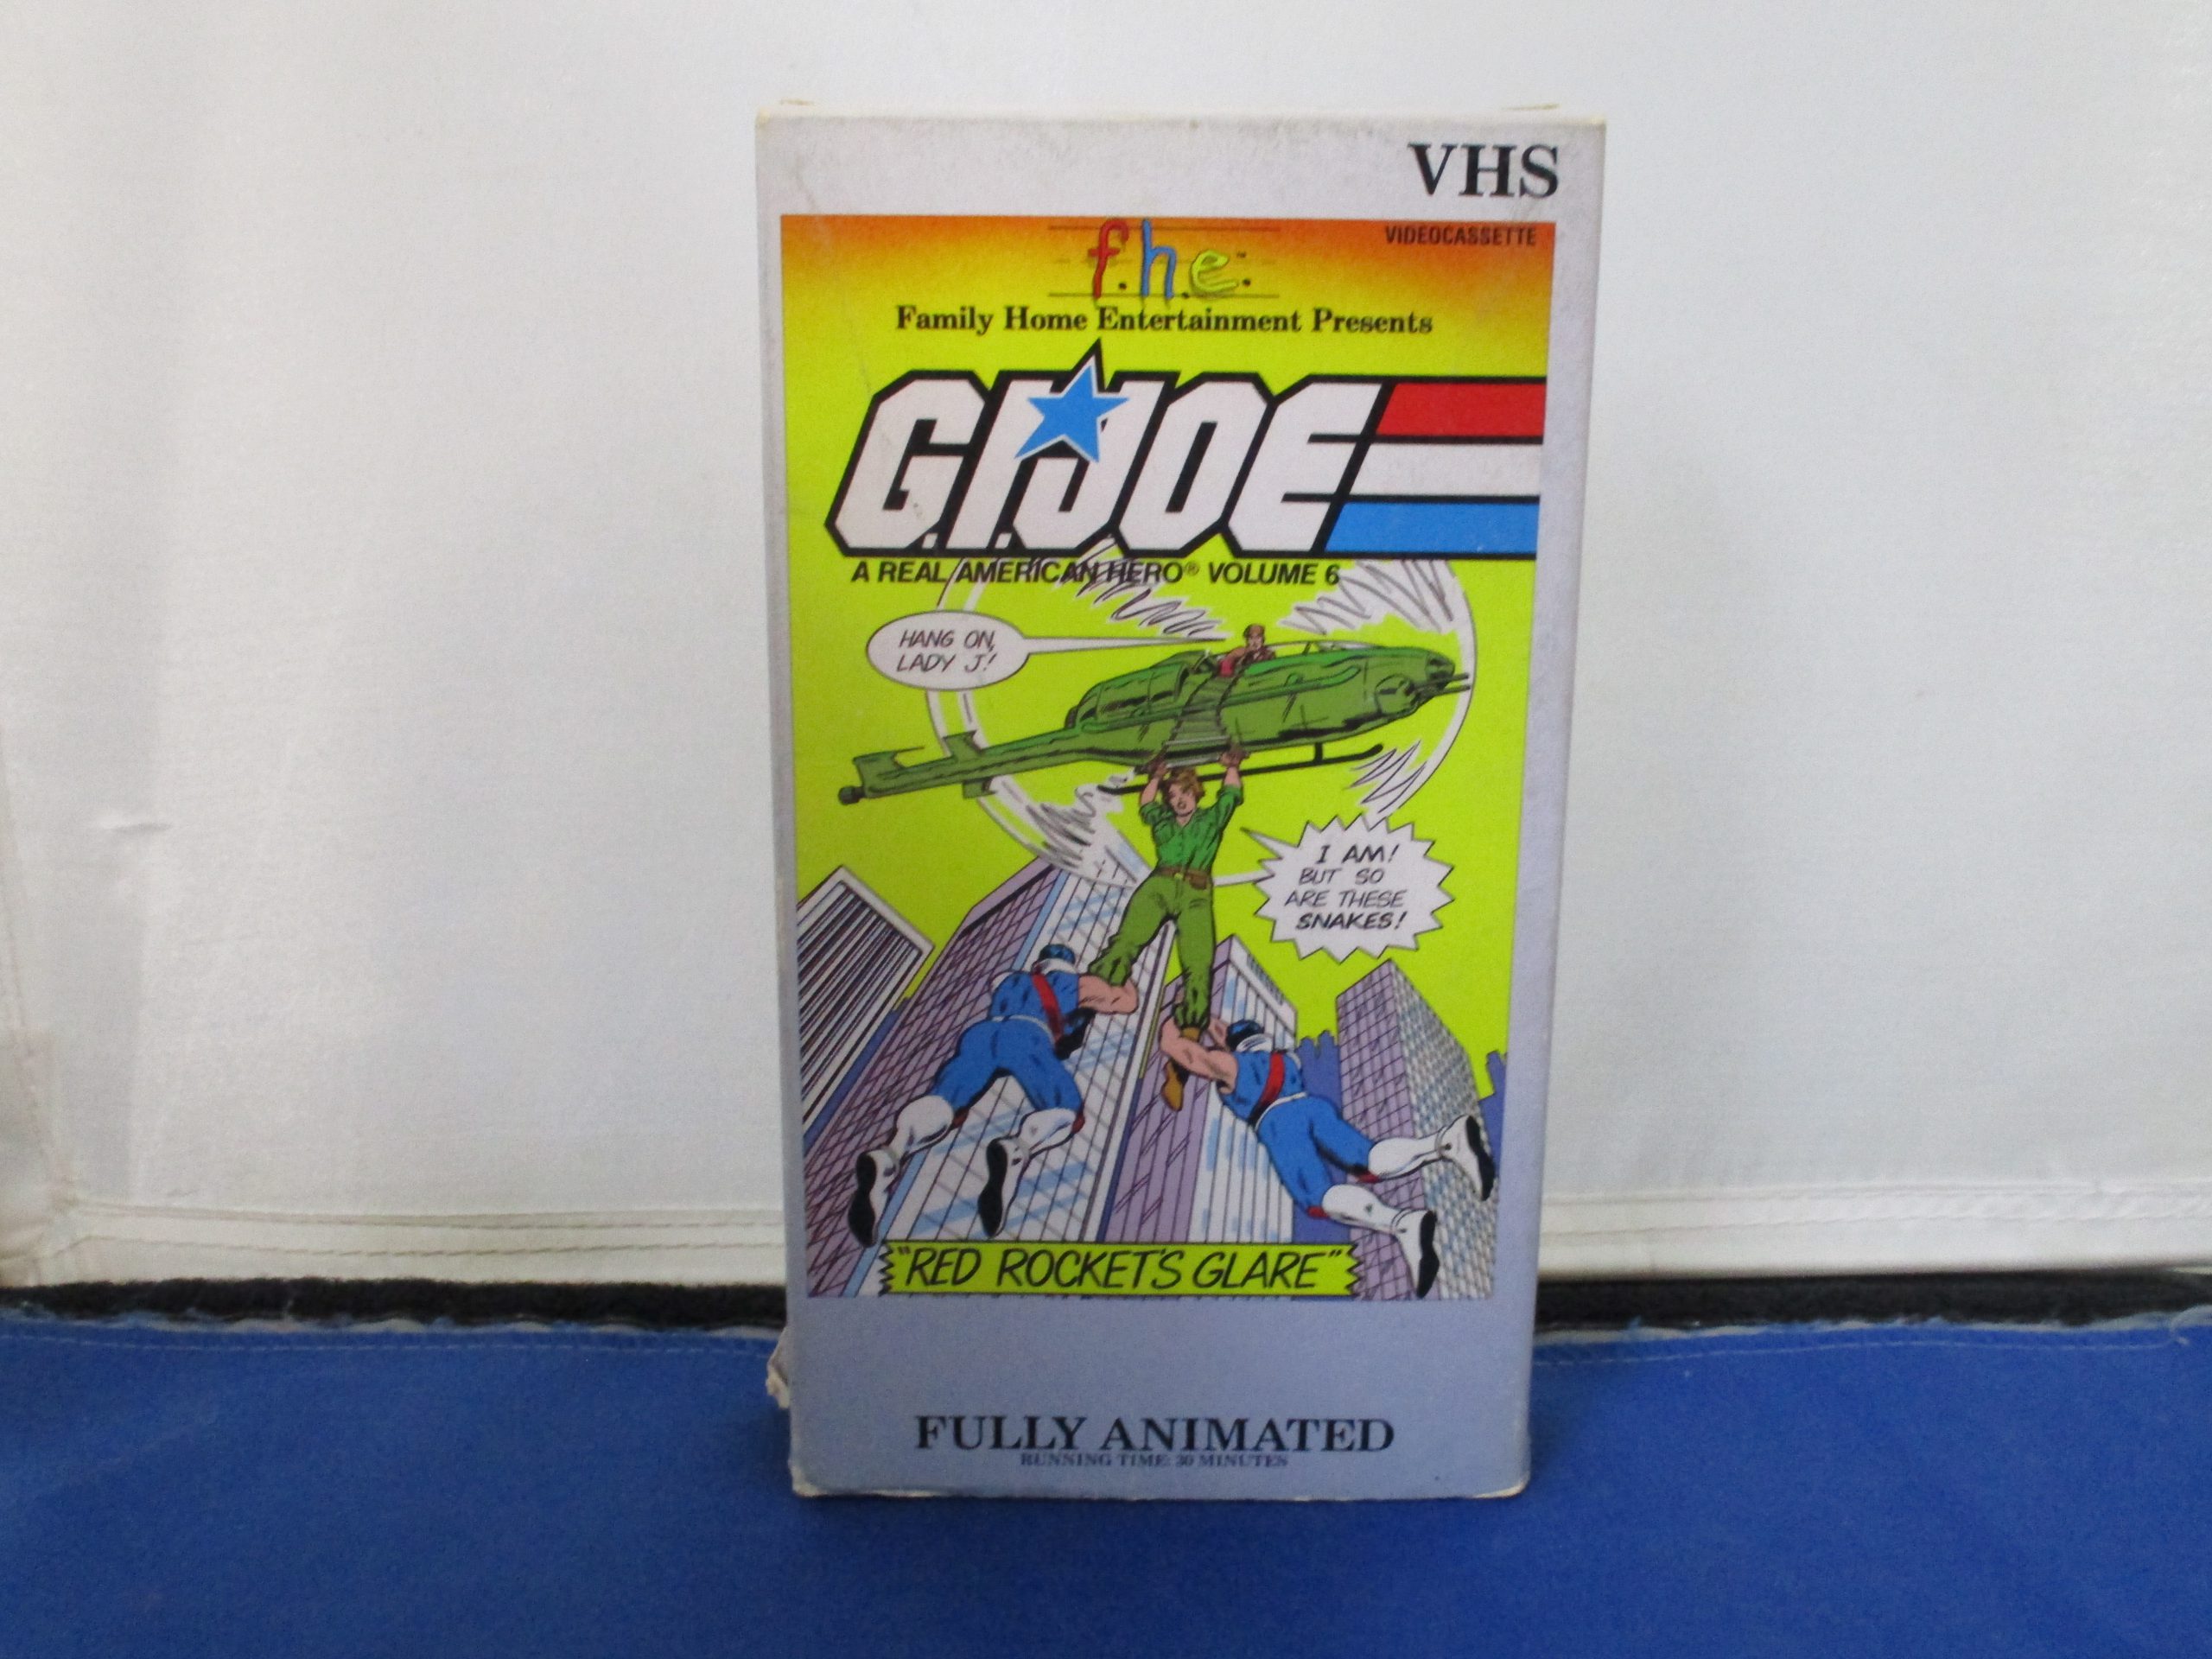 VHS
VIDEOCASSETTE
f.h.e.™
Family Home Entertainment Presents
G.I.JOE
A REAL AMERICAN HERO® VOLUME 6
HANG ON,
LADY J!
I AM!
BUT SO
ARE THESE
SNAKES!
"RED ROCKET'S GLARE"
FULLY ANIMATED
RUNNING TIME: 30 MINUTES